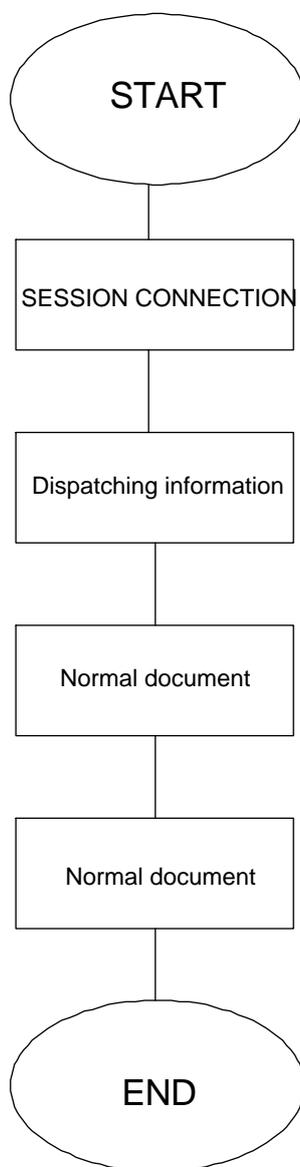 START
SESSION CONNECTION
Dispatching information
Normal document
Normal document
END